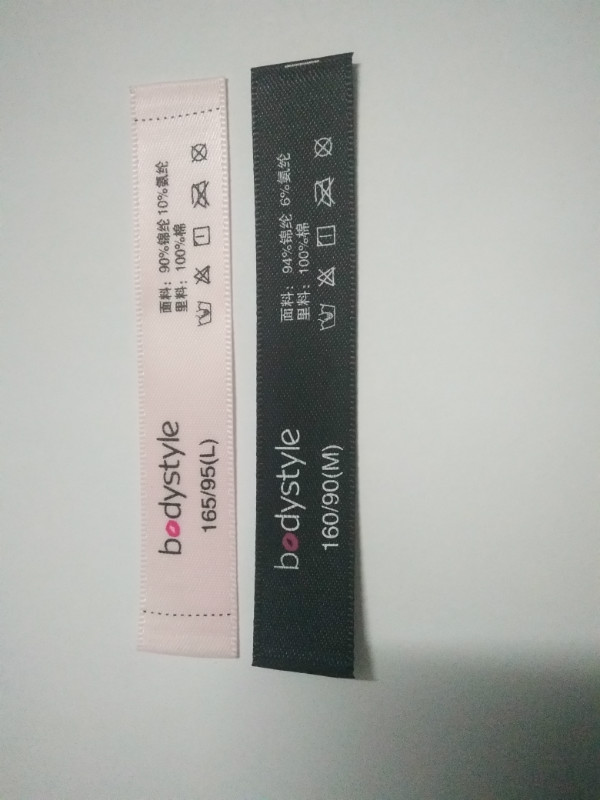 bodystyle
165/95(L)
面料：90%锦纶 10%氨纶
里料：100%棉
bodystyle
160/90(M)
面料：94%锦纶 6%氨纶
里料：100%棉